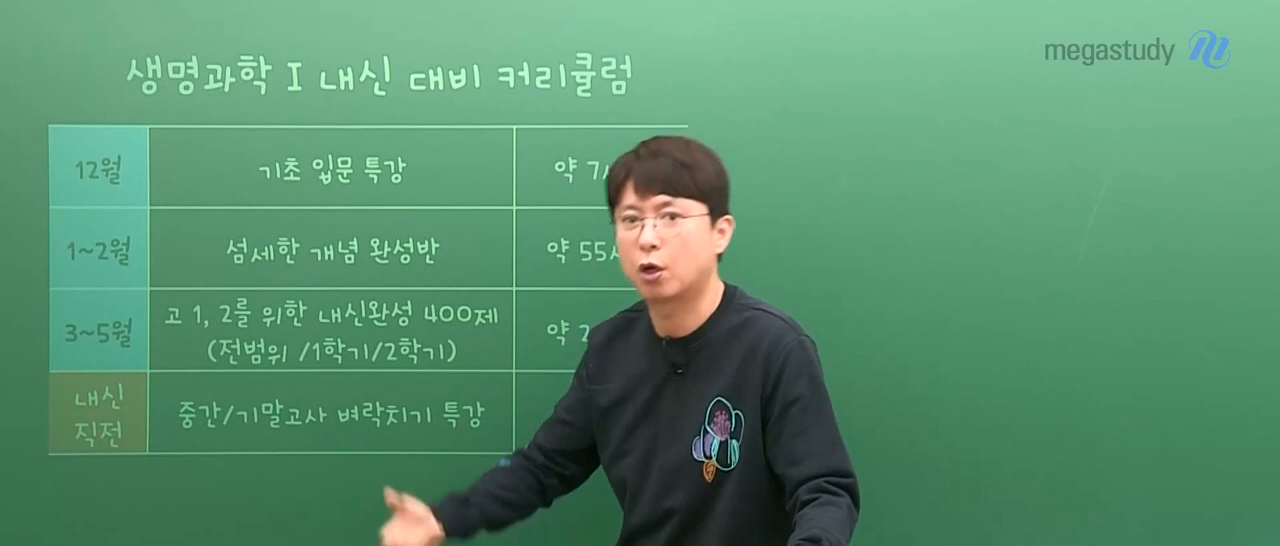 megastudy
생명과학 I 내신 대비 커리큘럼
12월 기초 입문 특강 약
1~2월 섬세한 개념 완성반 약 55
3~5월 고 1, 2를 위한 내신완성 400제
(전범위 /1학기/2학기) 약
내신
직전 중간/기말고사 벼락치기 특강